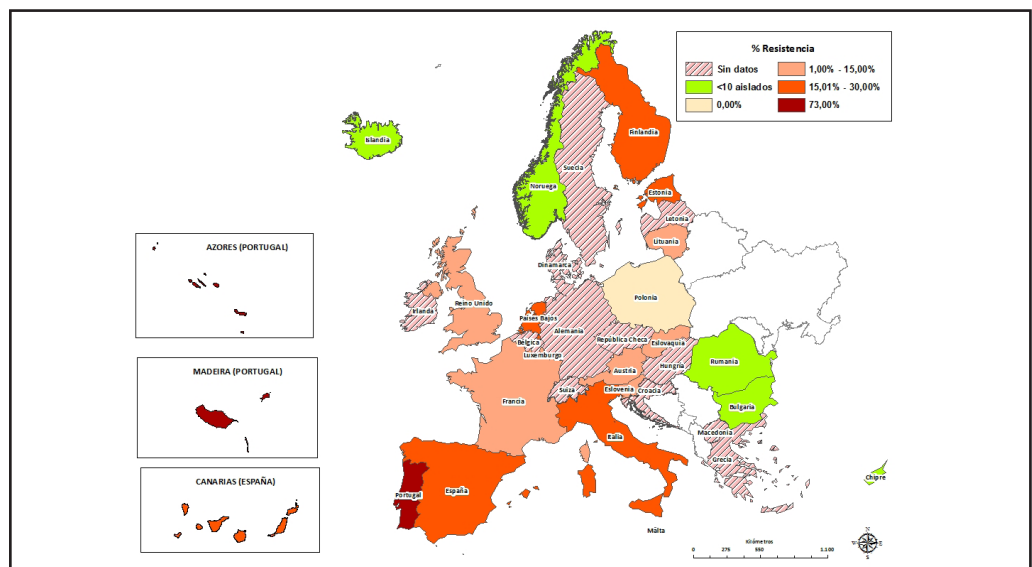 % Resistencia
Sin datos
<10 aislados
0,00%
1,00% - 15,00%
15,01% - 30,00%
73,00%
Islandia
Noruega
Suecia
Finlandia
Estonia
Letonia
Lituania
Dinamarca
Irlanda
Reino Unido
Países Bajos
Belgica
Luxemburgo
Alemania
Polonia
República Checa
Eslovaquia
Austria
Hungria
Suiza
Eslovenia
Croacia
Rumania
Bulgaria
Francia
Italia
Macedonia
Grecia
Chipre
Portugal
España
Malta
AZORES (PORTUGAL)
MADEIRA (PORTUGAL)
CANARIAS (ESPAÑA)
Kilómetros
0 275 550 1.100
N
S